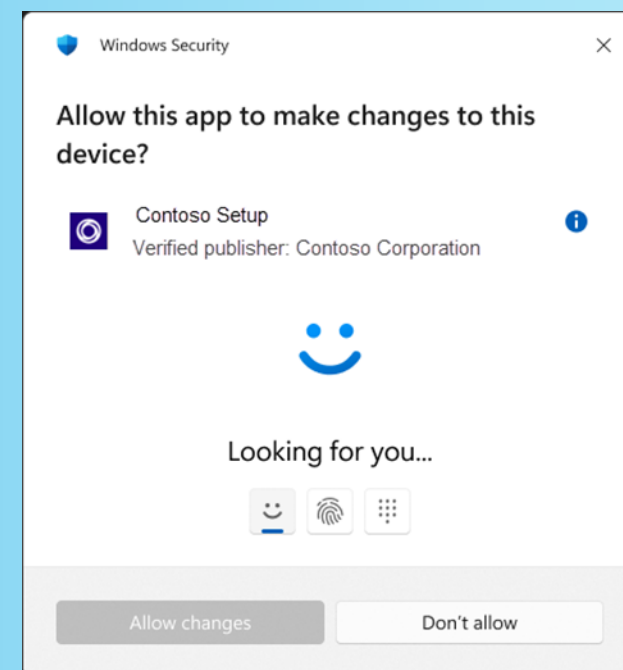 Windows Security
Allow this app to make changes to this
device?
Contoso Setup
Verified publisher: Contoso Corporation
Looking for you...
Allow changes
Don't allow